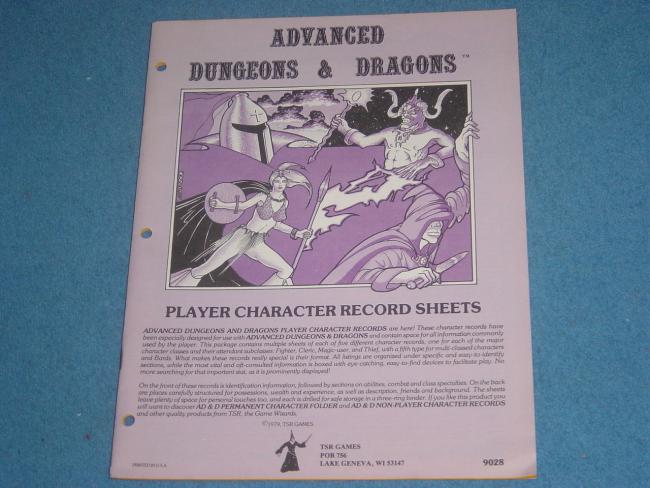 ADVANCED
DUNGEONS & DRAGONS™
PLAYER CHARACTER RECORD SHEETS
ADVANCED DUNGEONS AND DRAGONS PLAYER CHARACTER RECORDS are here! These character records have
been especially designed for use with ADVANCED DUNGEONS & DRAGONS and contain space for all information commonly
used by the player. This package contains multiple sheets of each of five different character records, one for each of the major
character classes and their attendant subclasses: Fighter, Cleric, Magic-user, and Thief, with a fifth type for multi-classed characters
and Bards. What makes these records really special is their format. All listings are organized under specific and easy-to-identify
sections, while the most vital and oft-consulted information is boxed with eye catching, easy-to-find devices to facilitate play. No
more searching for that important stat, as it is prominently displayed!
On the front of these records is identification information, followed by sections on abilities, combat and class specialties. On the back
are places carefully structured for possessions, wealth and experience, as well as description, friends and background. The sheets
leave plenty of space for personal touches too, and each is drilled for safe storage in a three-ring binder. If you like this product you
will want to discover AD & D PERMANENT CHARACTER FOLDER and AD & D NON-PLAYER CHARACTER RECORDS
and other quality products from TSR, the Game Wizards.
©1979, TSR GAMES
TSR GAMES
POB 756
LAKE GENEVA, WI 53147
PRINTED IN U.S.A.
9028